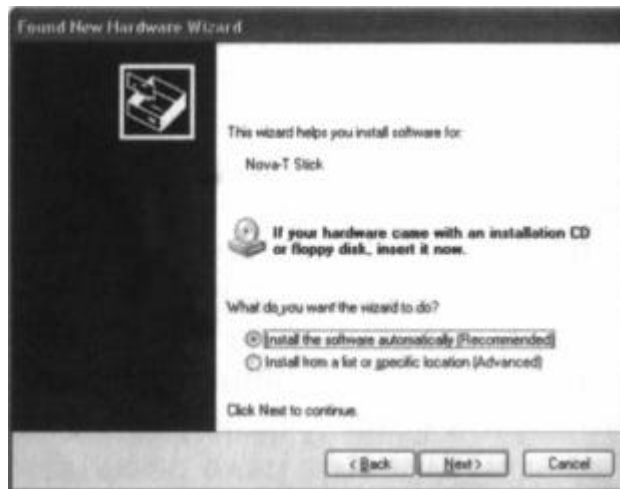 Found New Hardware Wizard
This wizard helps you install software for:
Nova-T Stick
If your hardware came with an installation CD
or floppy disk, insert it now.
What do you want the wizard to do?
Install the software automatically (Recommended)
Install from a list or specific location (Advanced)
Click Next to continue.
< Back
Next >
Cancel